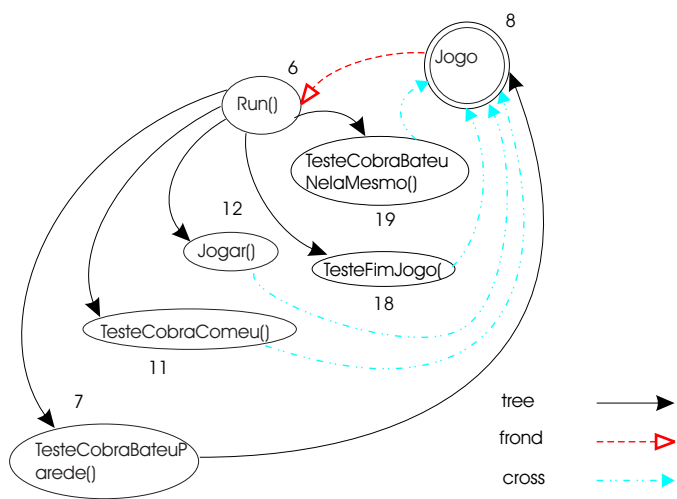 8
Jogo
6
Run()
TesteCobraBateu
NelaMesmo()
19
12
Jogar()
TesteFimJogo(
18
TesteCobraComeu()
11
7
TesteCobraBateuP
arede()
tree
frond
cross